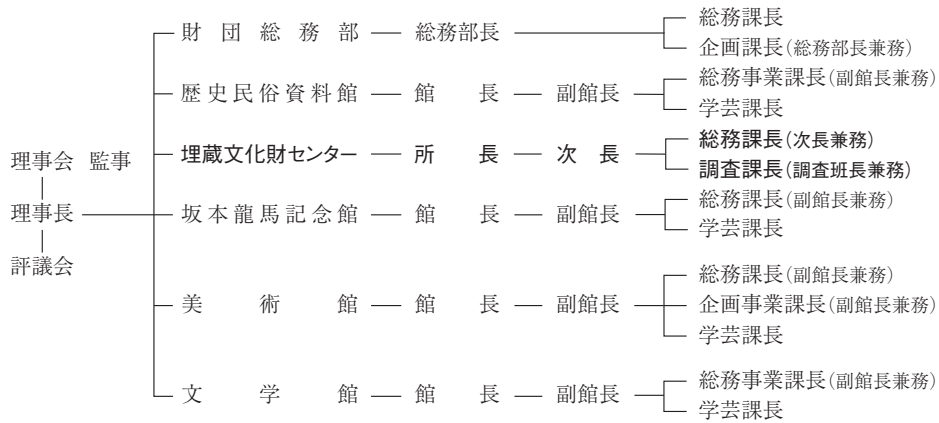 財団総務部 総務部長 総務課長
企画課長(総務部長兼務)
歴史民俗資料館 館長 副館長 総務事業課長(副館長兼務)
学芸課長
理事会 監事
埋蔵文化財センター 所長 次長 総務課長(次長兼務)
調査課長(調査班長兼務)
理事長
坂本龍馬記念館 館長 副館長 総務課長(副館長兼務)
学芸課長
評議会
美術館 館長 副館長 総務課長(副館長兼務)
企画事業課長(副館長兼務)
学芸課長
文学館 館長 副館長 総務事業課長(副館長兼務)
学芸課長